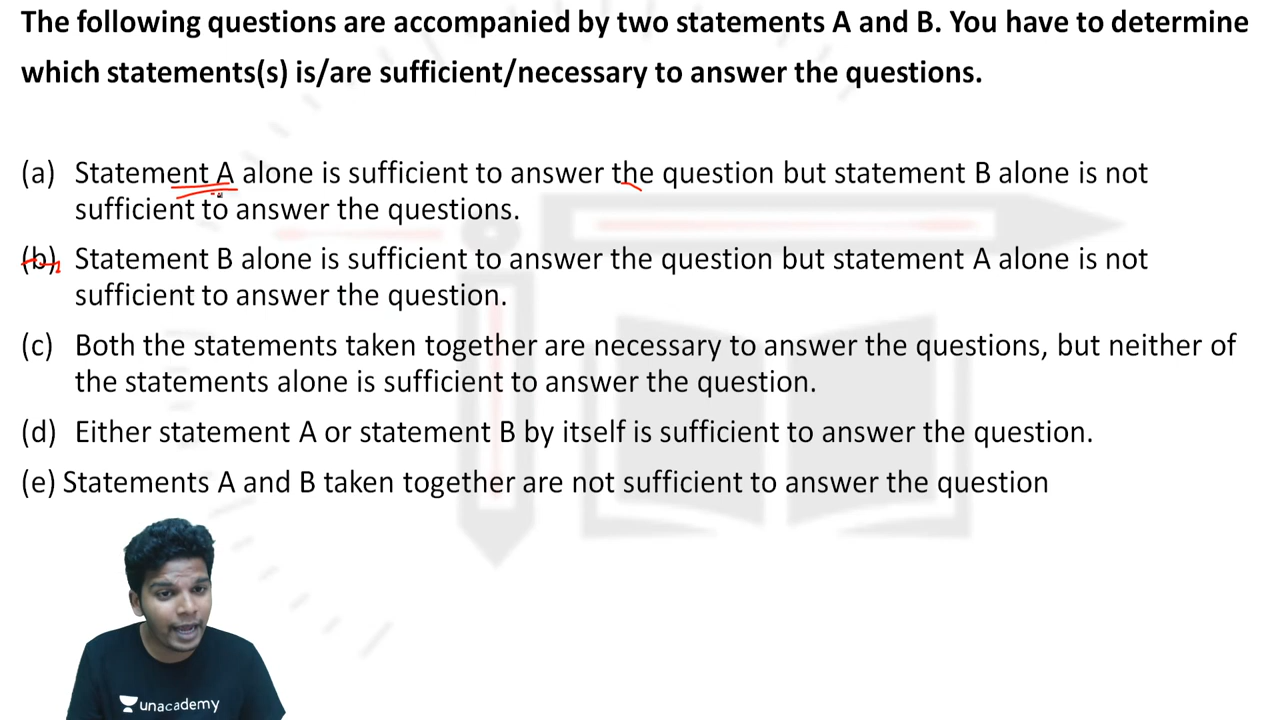 The following questions are accompanied by two statements A and B. You have to determine
which statements(s) is/are sufficient/necessary to answer the questions.
(a) Statement A alone is sufficient to answer the question but statement B alone is not
sufficient to answer the questions.
(b) Statement B alone is sufficient to answer the question but statement A alone is not
sufficient to answer the question.
(c) Both the statements taken together are necessary to answer the questions, but neither of
the statements alone is sufficient to answer the question.
(d) Either statement A or statement B by itself is sufficient to answer the question.
(e) Statements A and B taken together are not sufficient to answer the question
unacademy